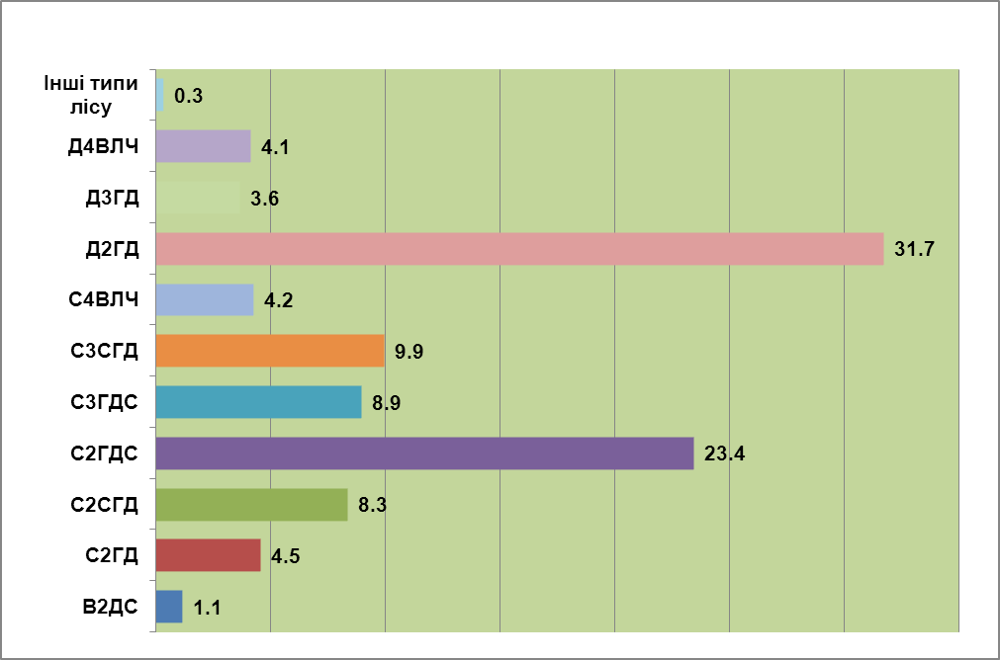 Інші типи
лісу
0.3
Д4ВЛЧ
4.1
Д3ГД
3.6
Д2ГД
31.7
С4ВЛЧ
4.2
С3СГД
9.9
С3ГДС
8.9
С2ГДС
23.4
С2СГД
8.3
С2ГД
4.5
В2ДС
1.1